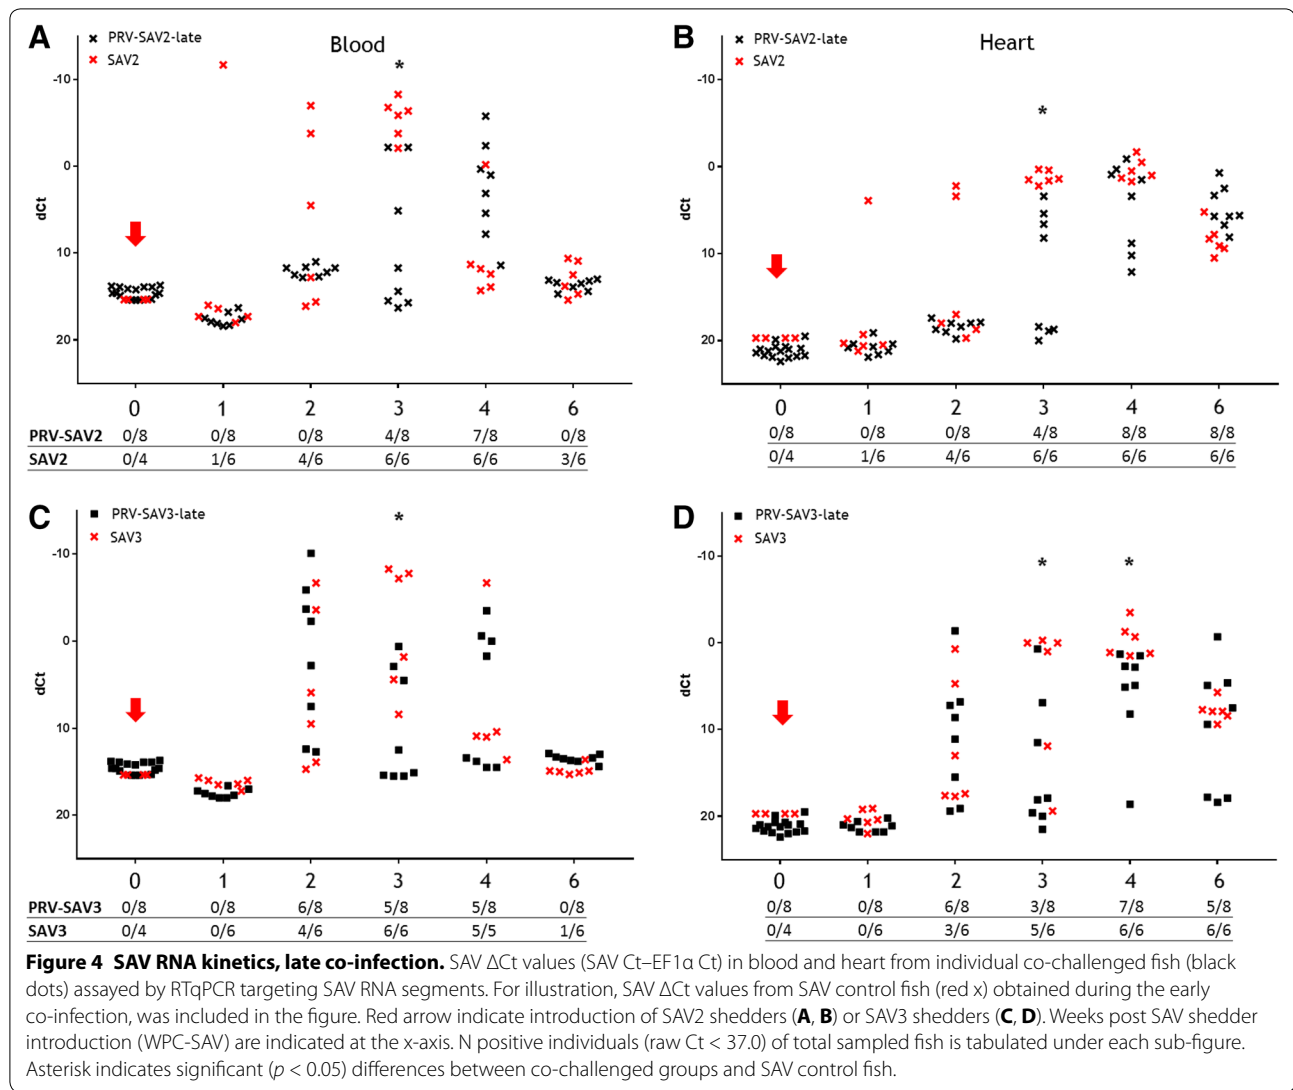 A
PRV-SAV2-late
SAV2
Blood
*
-10
0
10
20
dCt
0 1 2 3 4 6
PRV-SAV2 0/8 0/8 0/8 4/8 7/8 0/8
SAV2 0/4 1/6 4/6 6/6 6/6 3/6
B
PRV-SAV2-late
SAV2
Heart
*
-10
0
10
20
dCt
0 1 2 3 4 6
0/8 0/8 0/8 4/8 8/8 8/8
0/4 1/6 4/6 6/6 6/6 6/6
C
PRV-SAV3-late
SAV3
*
-10
0
10
20
dCt
0 1 2 3 4 6
PRV-SAV3 0/8 0/8 6/8 5/8 5/8 0/8
SAV3 0/4 0/6 4/6 6/6 5/5 1/6
D
PRV-SAV3-late
SAV3
* *
-10
0
10
20
dCt
0 1 2 3 4 6
0/8 0/8 6/8 3/8 7/8 5/8
0/4 0/6 3/6 5/6 6/6 6/6
Figure 4 SAV RNA kinetics, late co-infection. SAV ΔCt values (SAV Ct–EF1α Ct) in blood and heart from individual co-challenged fish (black
dots) assayed by RTqPCR targeting SAV RNA segments. For illustration, SAV ΔCt values from SAV control fish (red x) obtained during the early
co-infection, was included in the figure. Red arrow indicate introduction of SAV2 shedders (A, B) or SAV3 shedders (C, D). Weeks post SAV shedder
introduction (WPC-SAV) are indicated at the x-axis. N positive individuals (raw Ct < 37.0) of total sampled fish is tabulated under each sub-figure.
Asterisk indicates significant (p < 0.05) differences between co-challenged groups and SAV control fish.